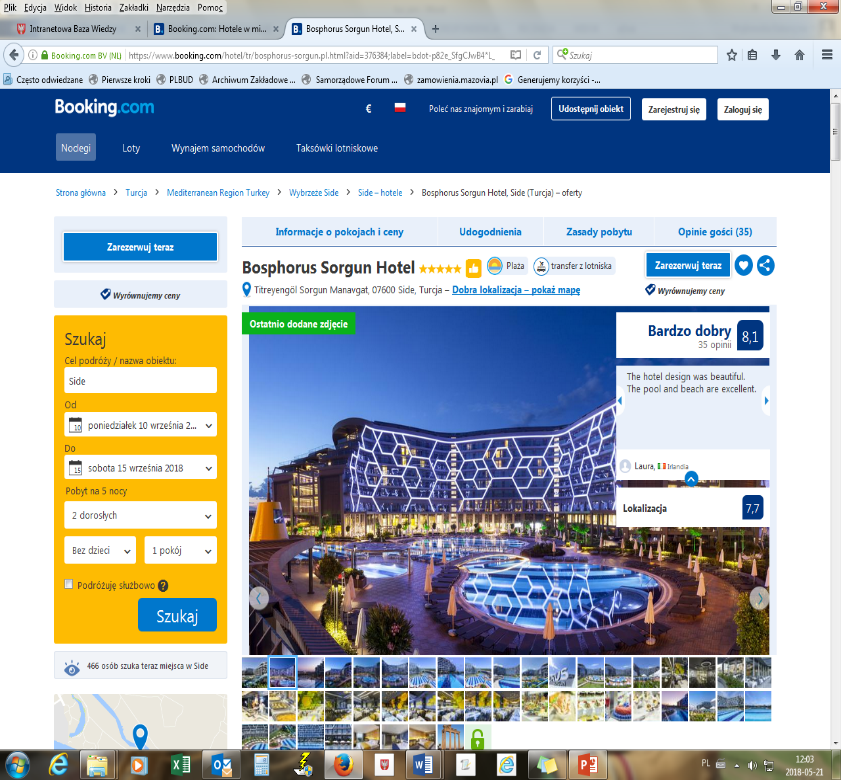 Plik Edycja Widok Historia Zakładki Narzędzia Pomoc
Intranetowa Baza Wiedzy
Booking.com: Hotele w mi...
Bosphorus Sorgun Hotel, S...
Booking.com BV (NL)
https://www.booking.com/hotel/tr/bosphorus-sorgun.pl.html?aid=376384;label=bdot-p82e_SfgCJwB4*L_
Szukaj
Często odwiedzane
Pierwsze kroki
PLBUD
Archiwum Zakładowe ...
Samorządowe Forum ...
zamowienia.mazovia.pl
Generujemy korzyści -...
Booking.com
€
Poleć nas znajomym i zarabiaj
Udostępnij obiekt
Zarejestruj się
Zaloguj się
Noclegi
Loty
Wynajem samochodów
Taksówki lotniskowe
Strona główna > Turcja > Mediterranean Region Turkey > Wybrzeże Side > Side – hotele > Bosphorus Sorgun Hotel, Side (Turcja) – oferty
Zarezerwuj teraz
Wyrównujemy ceny
Szukaj
Cel podróży / nazwa obiektu:
Side
Od
10
poniedziałek 10 września 2...
Do
15
sobota 15 września 2018
Pobyt na 5 nocy
2 dorosłych
Bez dzieci
1 pokój
Podróżuję służbowo ?
Szukaj
466 osób szuka teraz miejsca w Side
Informacje o pokojach i ceny
Udogodnienia
Zasady pobytu
Opinie gości (35)
Bosphorus Sorgun Hotel
Plaża
transfer z lotniska
Zarezerwuj teraz
Titreyengöl Sorgun Manavgat, 07600 Side, Turcja – Dobra lokalizacja – pokaż mapę
Wyrównujemy ceny
Ostatnio dodane zdjęcie
Bardzo dobry
35 opinii
8,1
The hotel design was beautiful.
The pool and beach are excellent.
Laura, Irlandia
Lokalizacja
7,7
PL
12:03
2018-05-21